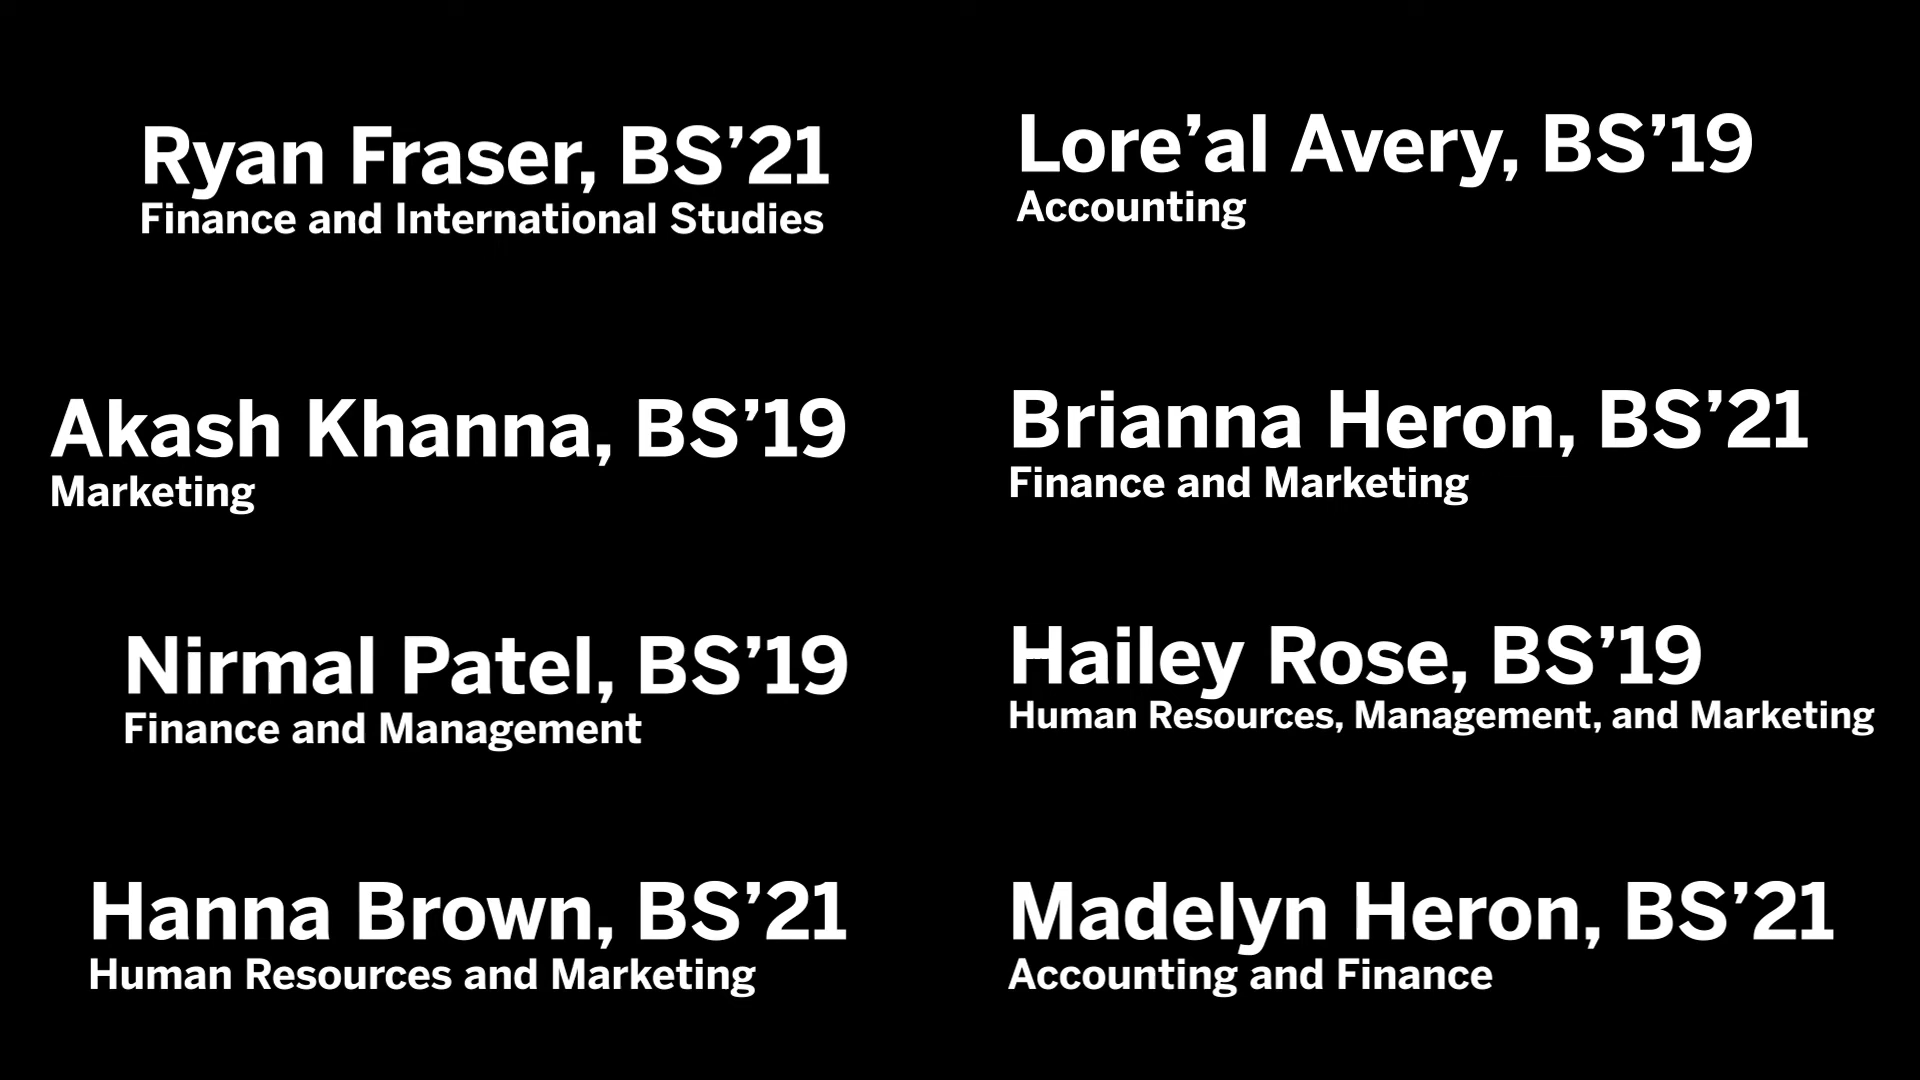 Ryan Fraser, BS’21
Finance and International Studies
Lore’al Avery, BS’19
Accounting
Akash Khanna, BS’19
Marketing
Brianna Heron, BS’21
Finance and Marketing
Nirmal Patel, BS’19
Finance and Management
Hailey Rose, BS’19
Human Resources, Management, and Marketing
Hanna Brown, BS’21
Human Resources and Marketing
Madelyn Heron, BS’21
Accounting and Finance